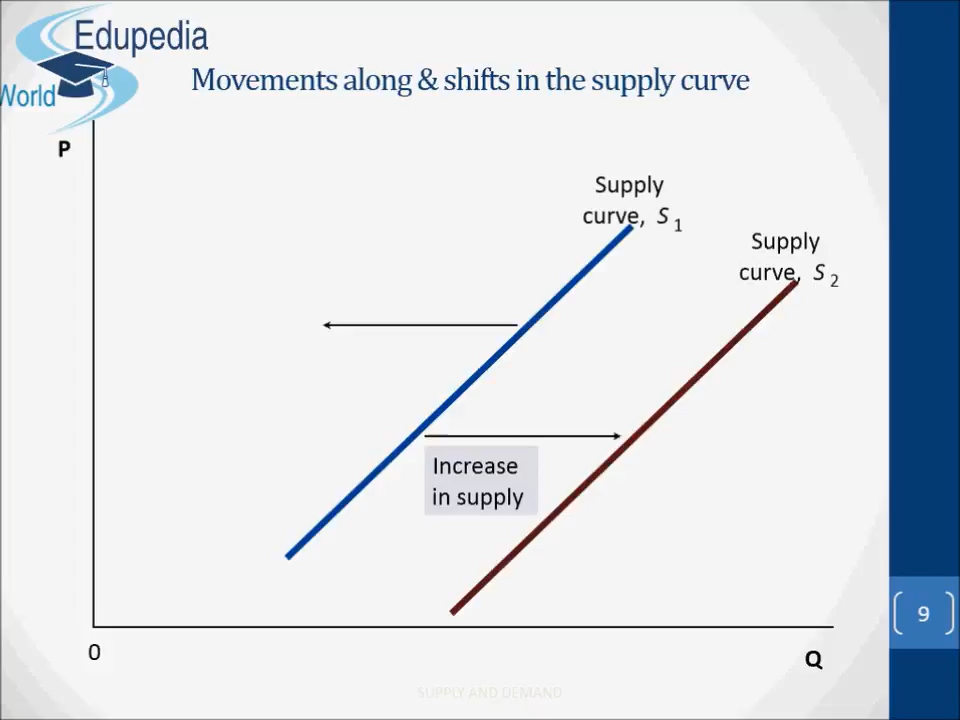 Edupedia
World
Movements along & shifts in the supply curve
P
Supply
curve, S 1
Supply
curve, S 2
Increase
in supply
9
0
Q
SUPPLY AND DEMAND